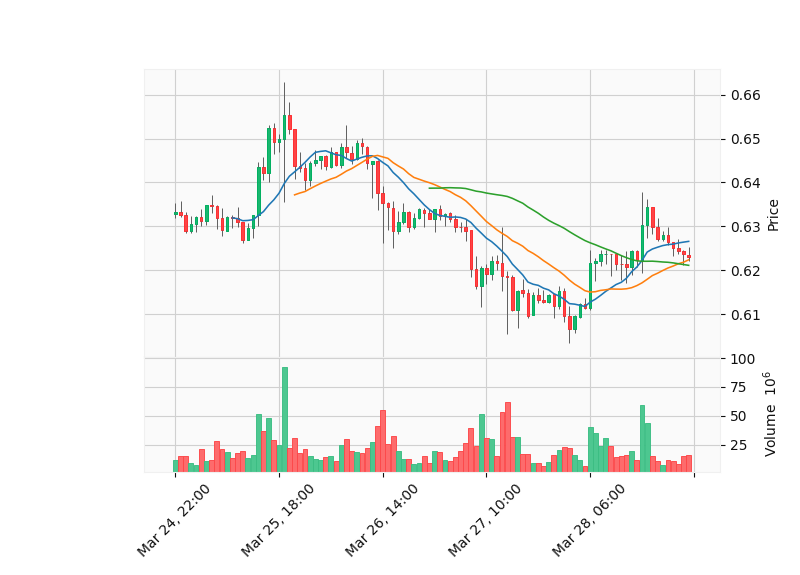 0.66
0.65
0.64
0.63
0.62
0.61
Price
100
75
50
25
Volume 10⁶
Mar 24, 22:00
Mar 25, 18:00
Mar 26, 14:00
Mar 27, 10:00
Mar 28, 06:00